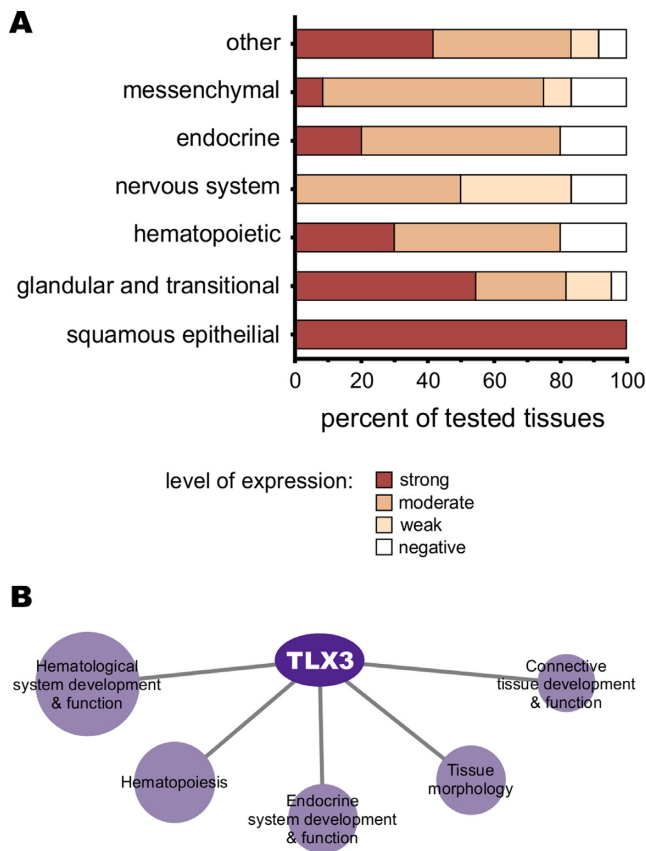 A
other
messenchymal
endocrine
nervous system
hematopoietic
glandular and transitional
squamous epitheilial
0 20 40 60 80 100
percent of tested tissues
level of expression:
strong
moderate
weak
negative
B
TLX3
Hematological
system development
& function
Hematopoiesis
Endocrine
system development
& function
Tissue
morphology
Connective
tissue development
& function